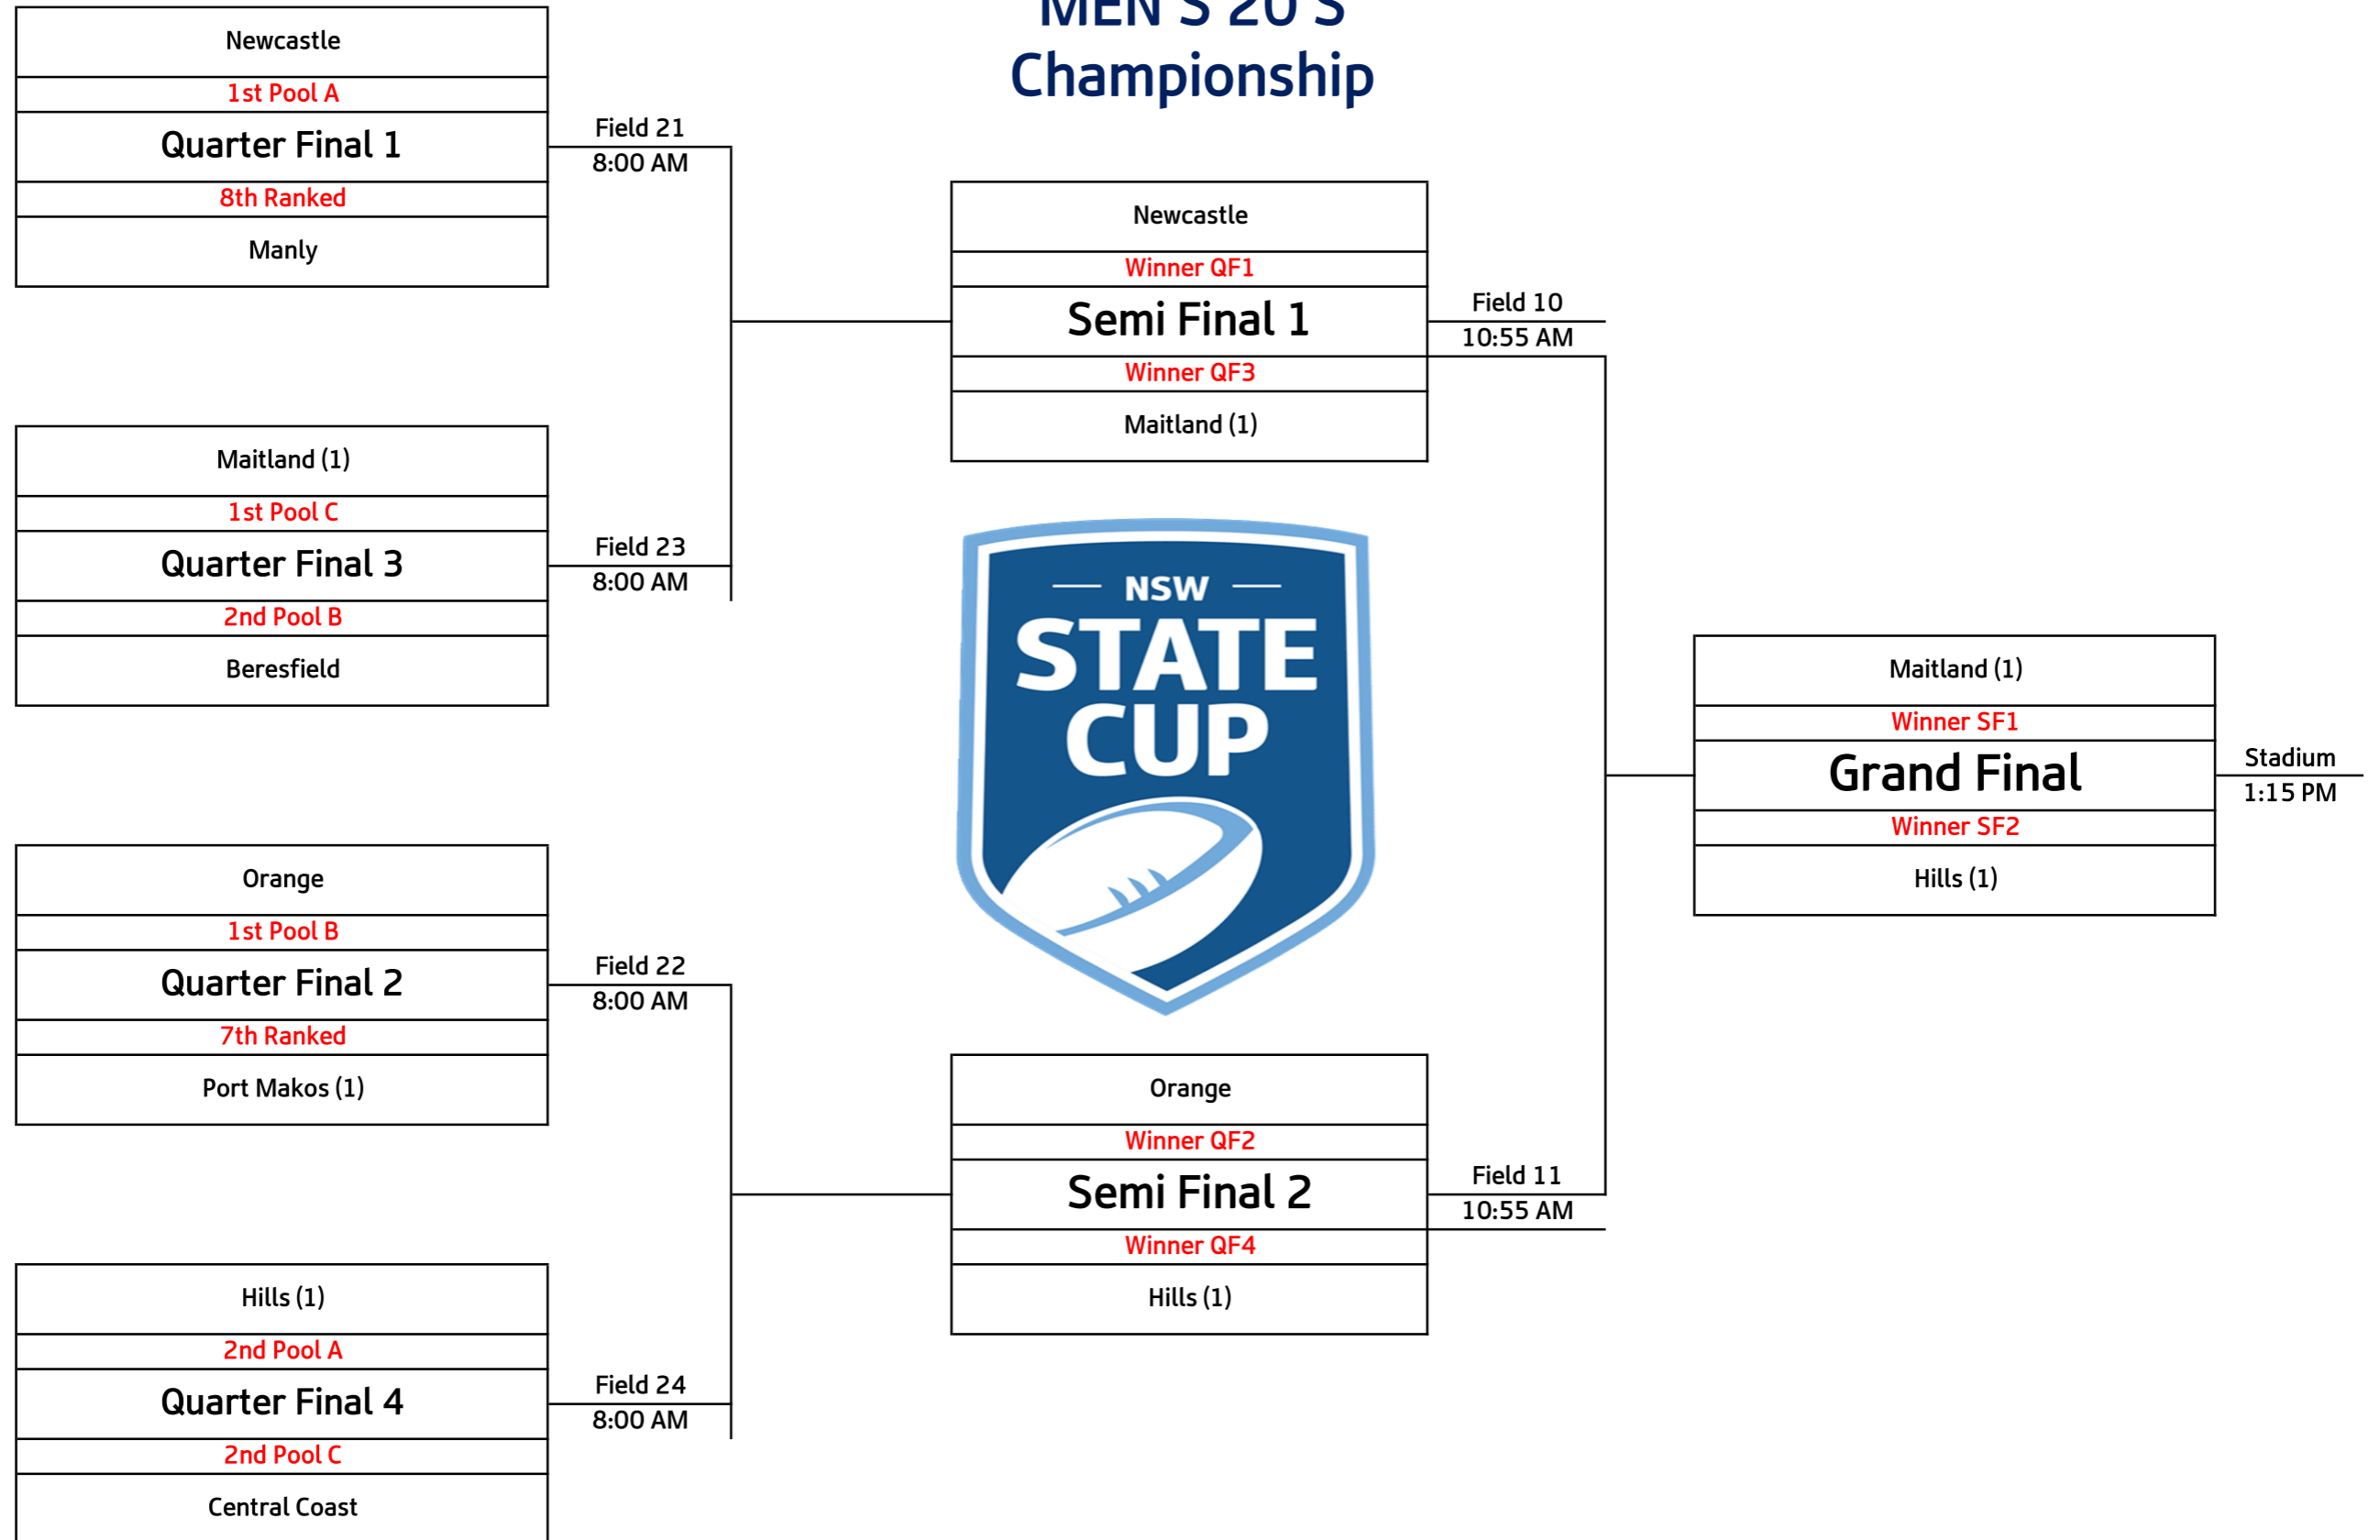 MEN'S 20'S
Championship
Newcastle
1st Pool A
Quarter Final 1
8th Ranked
Manly
Field 21
8:00 AM
Maitland (1)
1st Pool C
Quarter Final 3
2nd Pool B
Beresfield
Field 23
8:00 AM
Orange
1st Pool B
Quarter Final 2
7th Ranked
Port Makos (1)
Field 22
8:00 AM
Hills (1)
2nd Pool A
Quarter Final 4
2nd Pool C
Central Coast
Field 24
8:00 AM
Newcastle
Winner QF1
Semi Final 1
Winner QF3
Maitland (1)
Field 10
10:55 AM
NSW
STATE
CUP
Orange
Winner QF2
Semi Final 2
Winner QF4
Hills (1)
Field 11
10:55 AM
Maitland (1)
Winner SF1
Grand Final
Winner SF2
Hills (1)
Stadium
1:15 PM